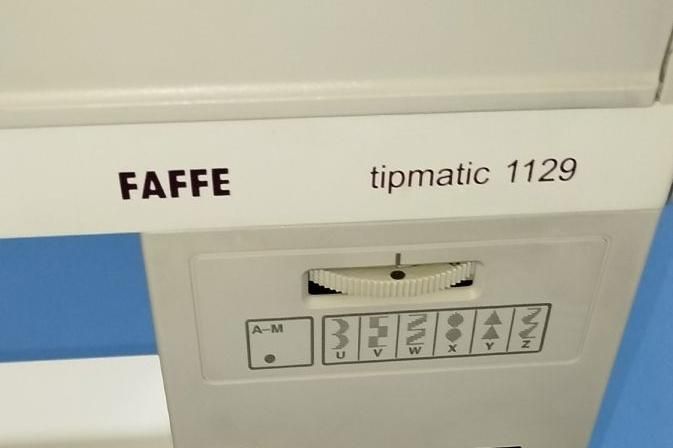 FAFFE tipmatic 1129
A–M U V W X Y Z